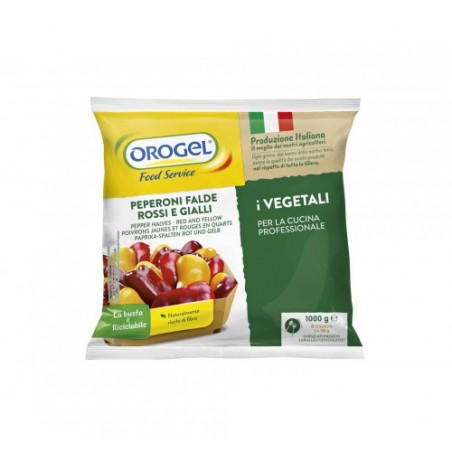 OROGEL
Food Service
PEPERONI FALDE
ROSSI E GIALLI
PEPPER HALVES - RED AND YELLOW
POIVRONS JAUNES ET ROUGES EN QUARTS
PAPRIKA-SPALTEN ROT UND GELB
La busta
è
Riciclabile
Naturalmente
ricchi di fibra
Produzione Italiana
il meglio dei nostri agricoltori.
i VEGETALI
PER LA CUCINA
PROFESSIONALE
1000 g e